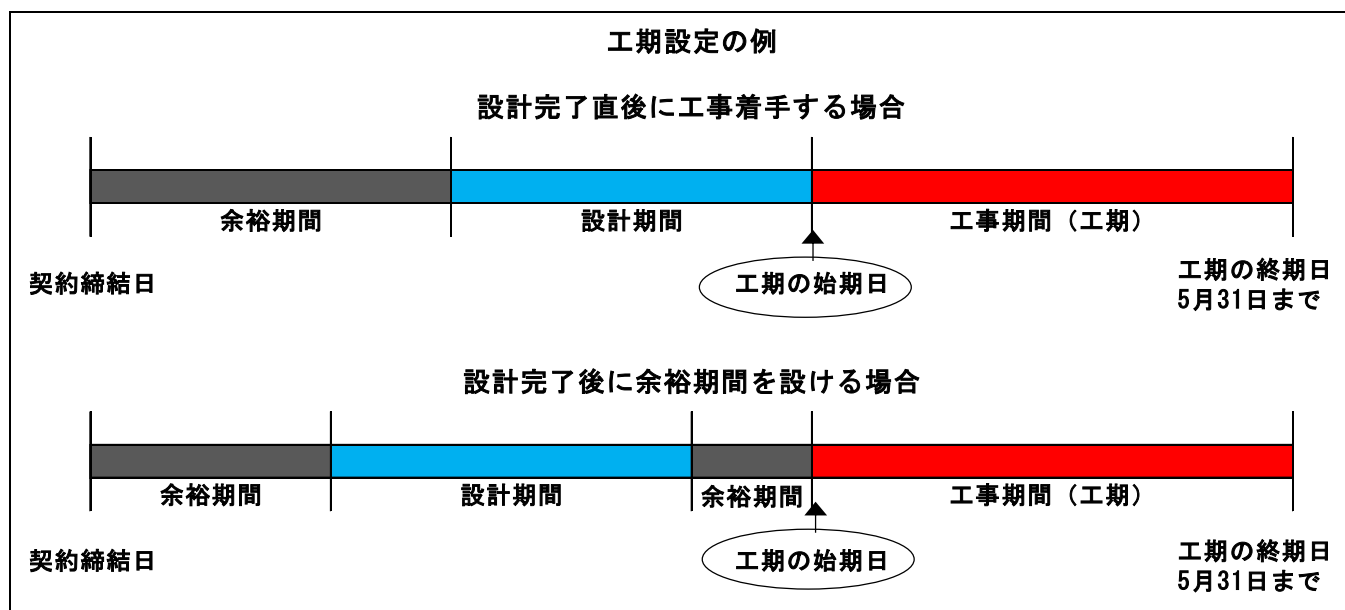 工期設定の例
設計完了直後に工事着手する場合
余裕期間
設計期間
工事期間（工期）
契約締結日
工期の始期日
工期の終期日
5月31日まで
設計完了後に余裕期間を設ける場合
余裕期間
設計期間
余裕期間
工事期間（工期）
契約締結日
工期の始期日
工期の終期日
5月31日まで